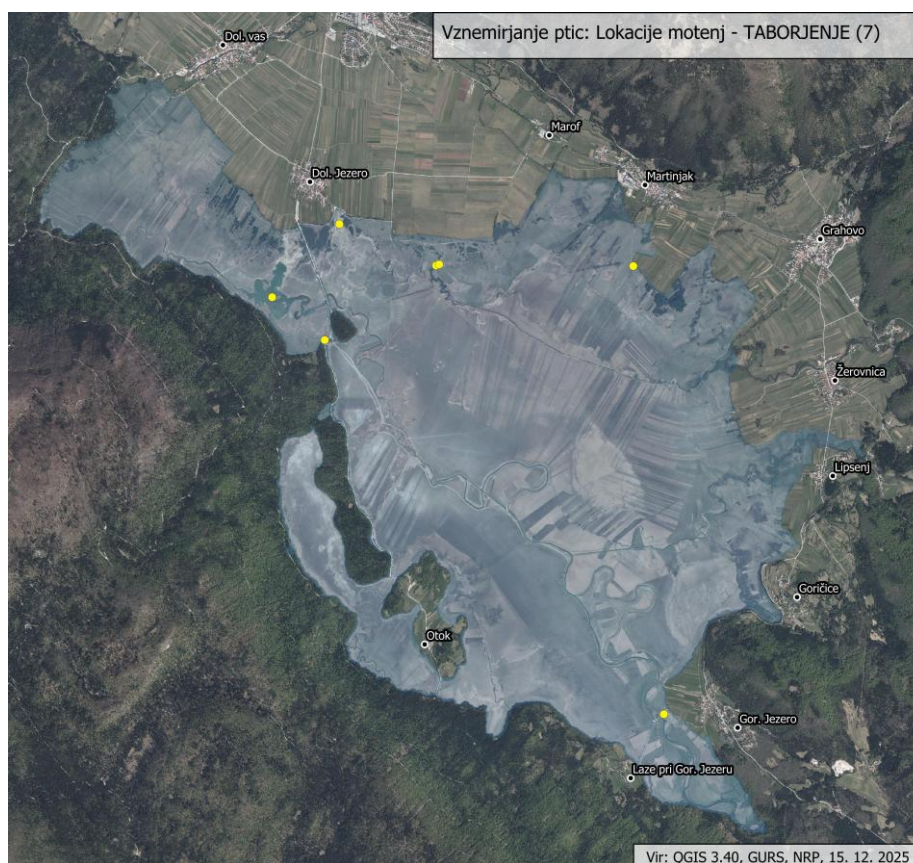 Vznemirjanje ptic: Lokacije motenj - TABORJENJE (7)
Dol. vas
Marof
Dol. Jezero
Martinjak
Grahovo
Žerovnica
Lipsenj
Goričice
Otok
Gor. Jezero
Laze pri Gor. Jezeru
Vir: QGIS 3.40, GURS, NRP, 15. 12. 2025